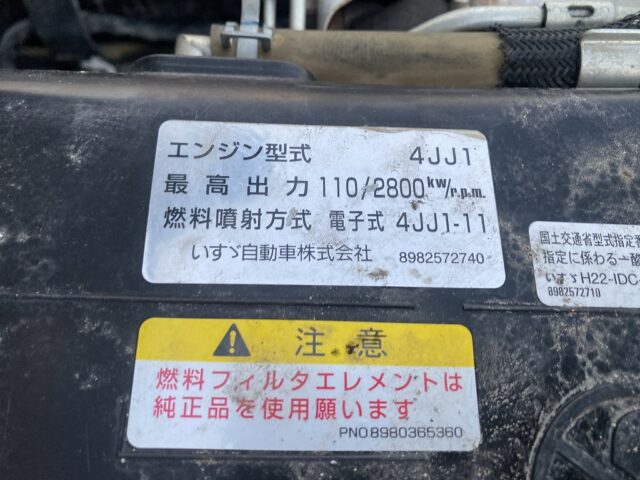 エンジン型式 4JJ1
最高出力 110/2800kW/r.p.m.
燃料噴射方式 電子式 4JJ1-11
いすゞ自動車株式会社 8982572740
国土交通省型式指定番
指定に係わる一酸
いすゞH22-IDC-
8982572710
注意
燃料フィルタエレメントは
純正品を使用願います
PNO8980365360